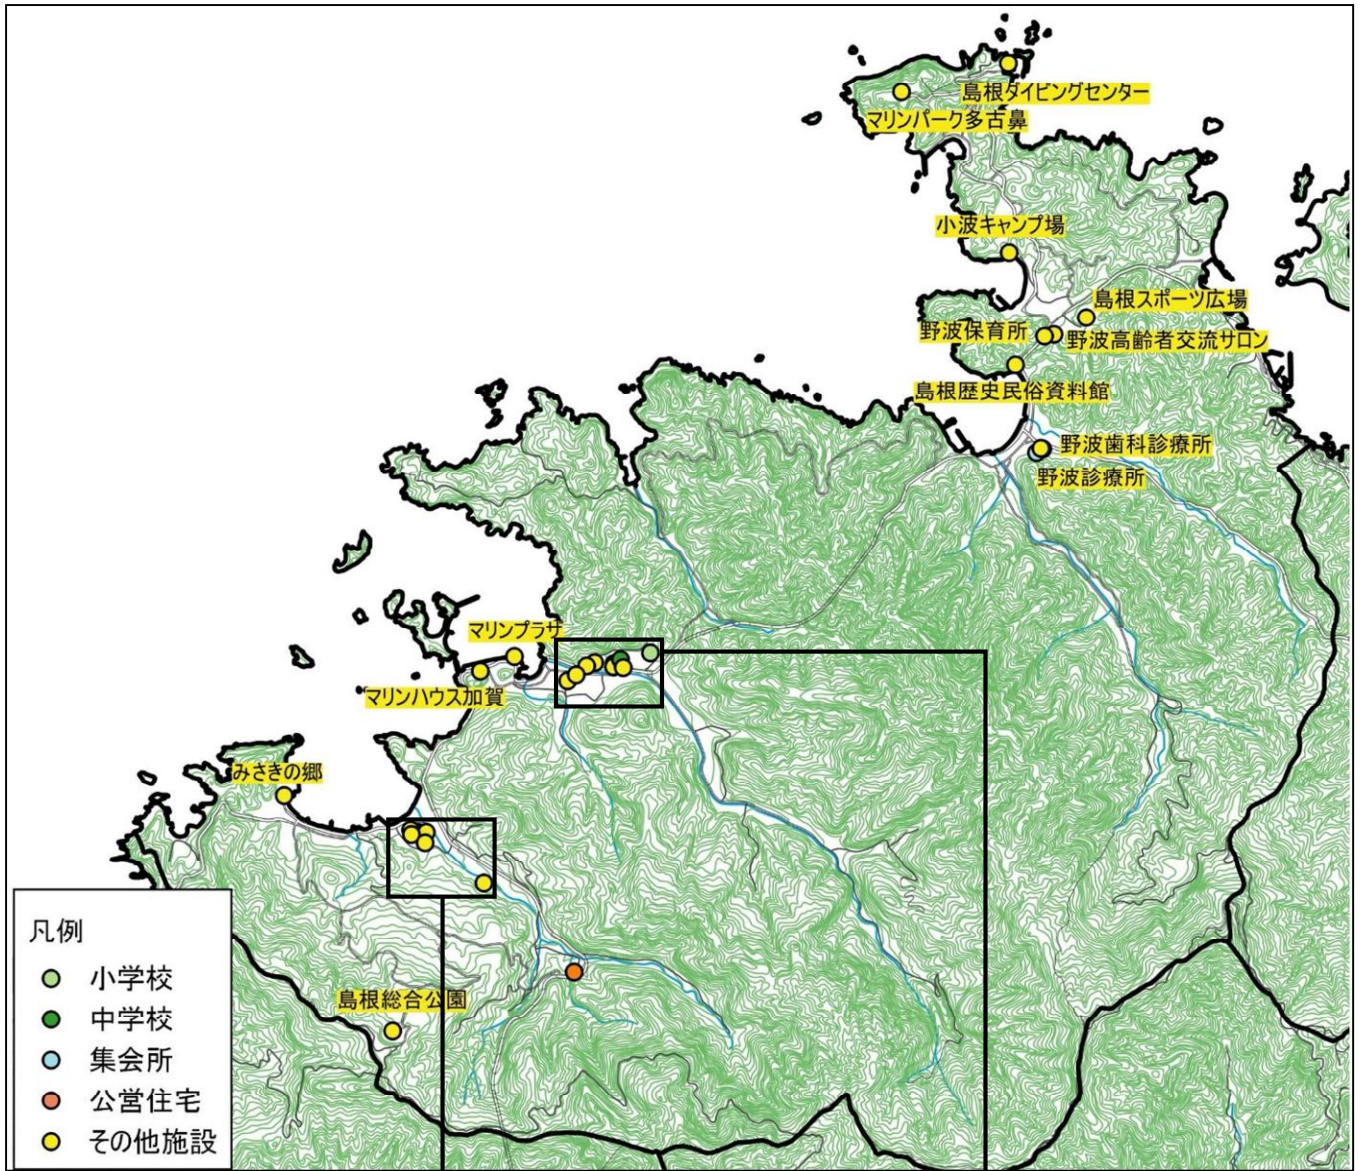 島根ダイビングセンター
マリンパーク多古鼻
小波キャンプ場
島根スポーツ広場
野波保育所
野波高齢者交流サロン
島根歴史民俗資料館
野波歯科診療所
野波診療所
マリンプラザ
マリンハウス加賀
みさきの郷
島根総合公園
凡例
小学校
中学校
集会所
公営住宅
その他施設